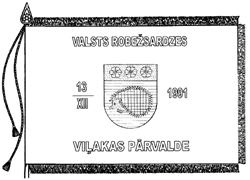 VALSTS ROBEŽSARDZES
13
XII
1991
VIĻAKAS PĀRVALDE